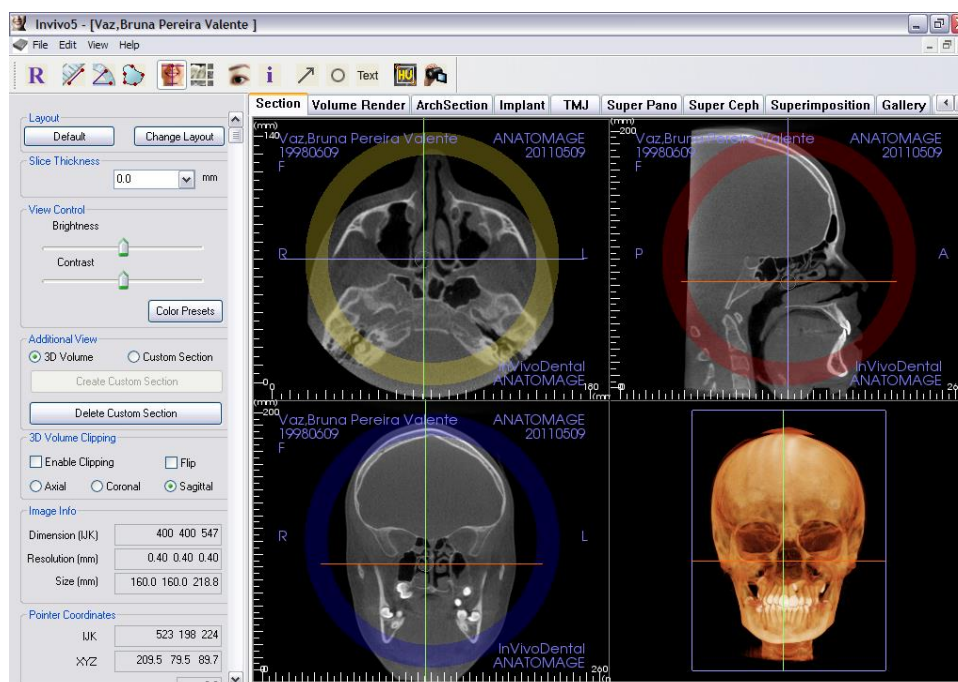 Invivo5 - [Vaz,Bruna Pereira Valente ]
File Edit View Help
R i Text HU
Section Volume Render ArchSection Implant TMJ Super Pano Super Ceph Superimposition Gallery
Layout
Default Change Layout
Slice Thickness
0.0 mm
View Control
Brightness
Contrast
Color Presets
Additional View
3D Volume Custom Section
Create Custom Section
Delete Custom Section
3D Volume Clipping
Enable Clipping Flip
Axial Coronal Sagittal
Image Info
Dimension (IJK) 400 400 547
Resolution (mm) 0.40 0.40 0.40
Size (mm) 160.0 160.0 218.8
Pointer Coordinates
IJK 523 198 224
XYZ 209.5 79.5 89.7
(mm)
140
Vaz,Bruna Pereira Valente ANATOMAGE
19980609 20110509
F
R L
InVivoDental
ANATOMAGE
0 180
(mm)
200
Vaz,Bruna Pereira Valente ANATOMAGE
19980609 20110509
F
P A
InVivoDental
ANATOMAGE
(mm)
200
Vaz,Bruna Pereira Valente ANATOMAGE
19980609 20110509
F
R L
InVivoDental
ANATOMAGE
260